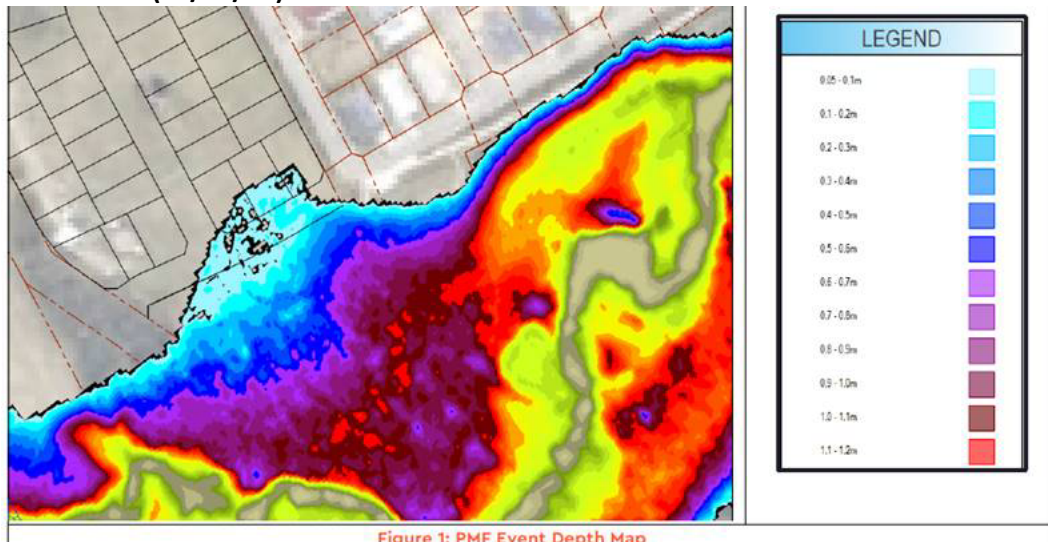 LEGEND
0.05 - 0.1m
0.1 - 0.2m
0.2 - 0.3m
0.3 - 0.4m
0.4 - 0.5m
0.5 - 0.6m
0.6 - 0.7m
0.7 - 0.8m
0.8 - 0.9m
0.9 - 1.0m
1.0 - 1.1m
1.1 - 1.2m
Figure 1: PMF Event Depth Map